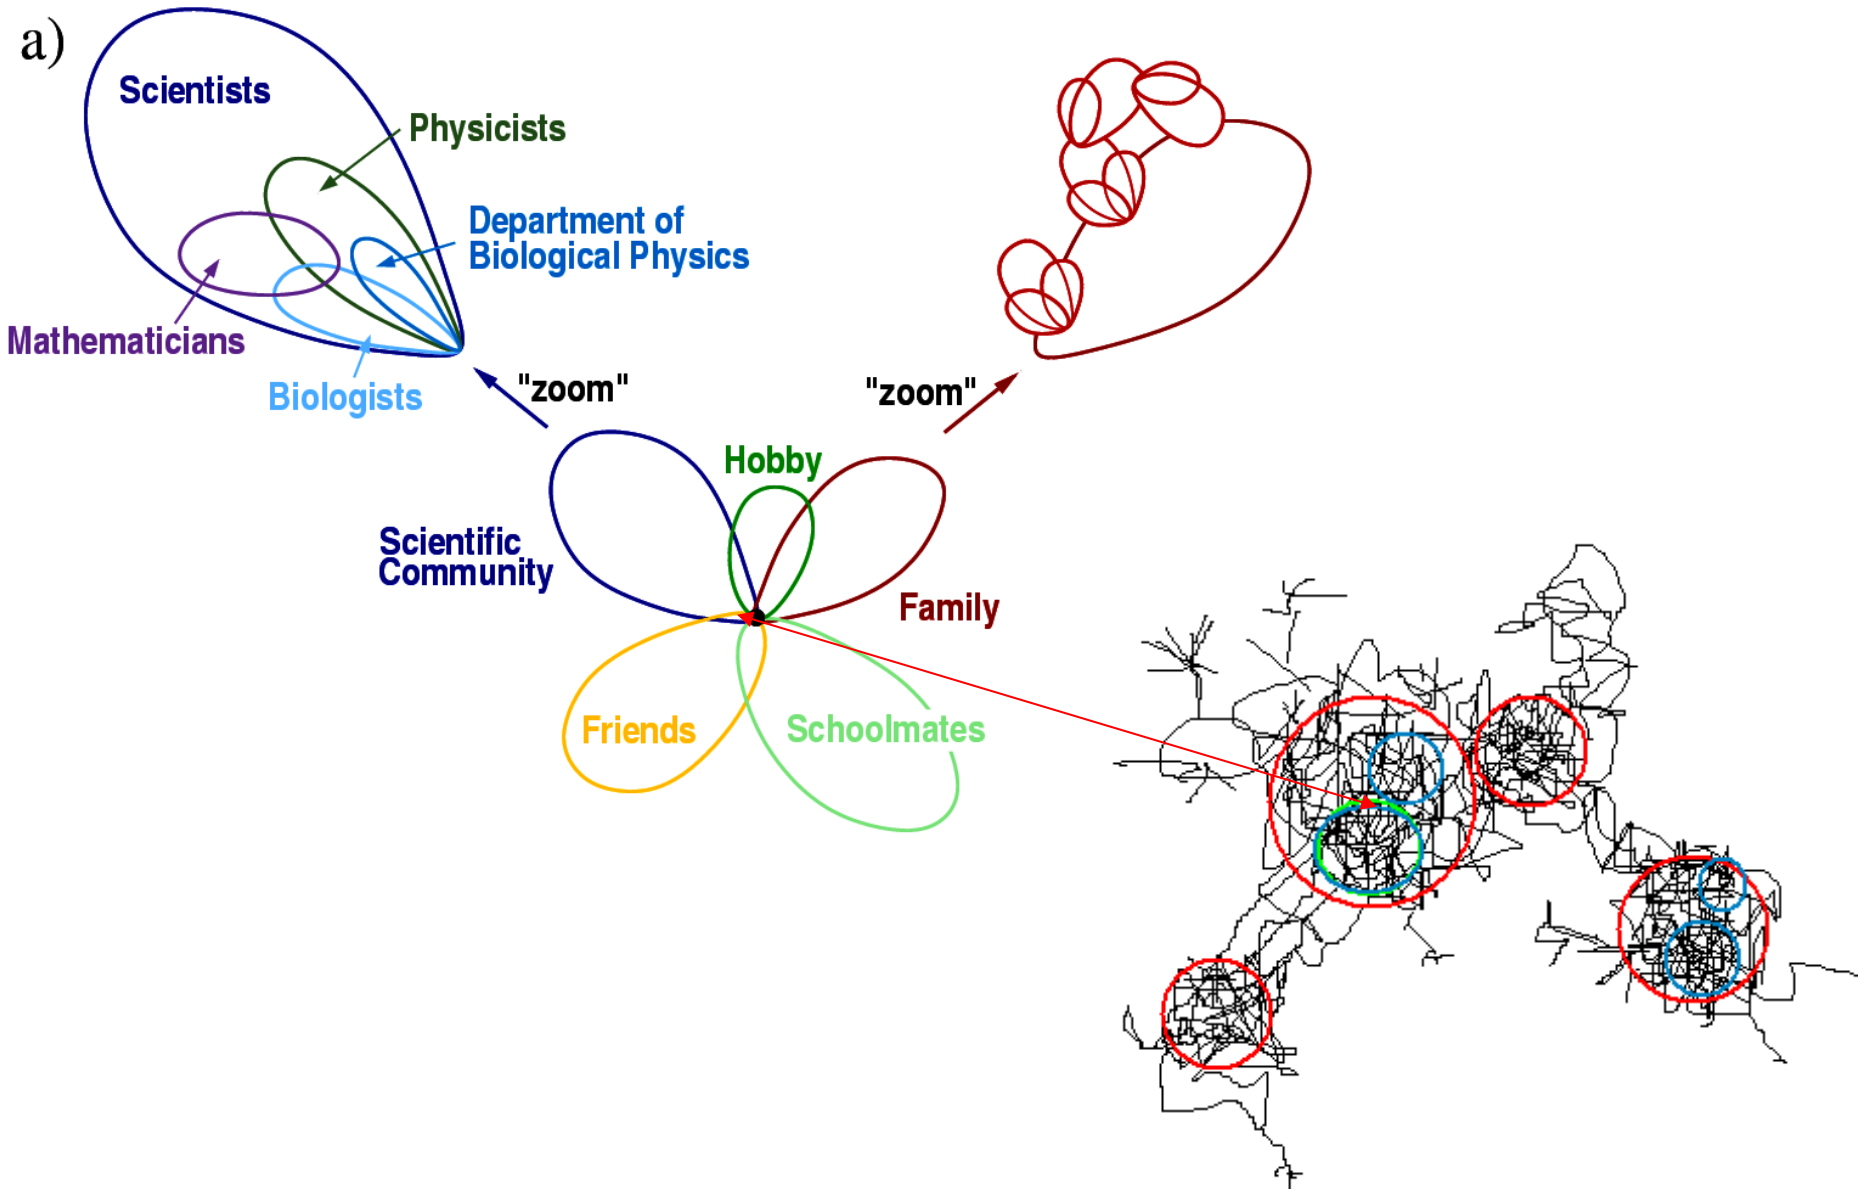 a)
Scientists
Physicists
Department of
Biological Physics
Mathematicians
Biologists
"zoom"
"zoom"
Hobby
Scientific
Community
Family
Friends
Schoolmates